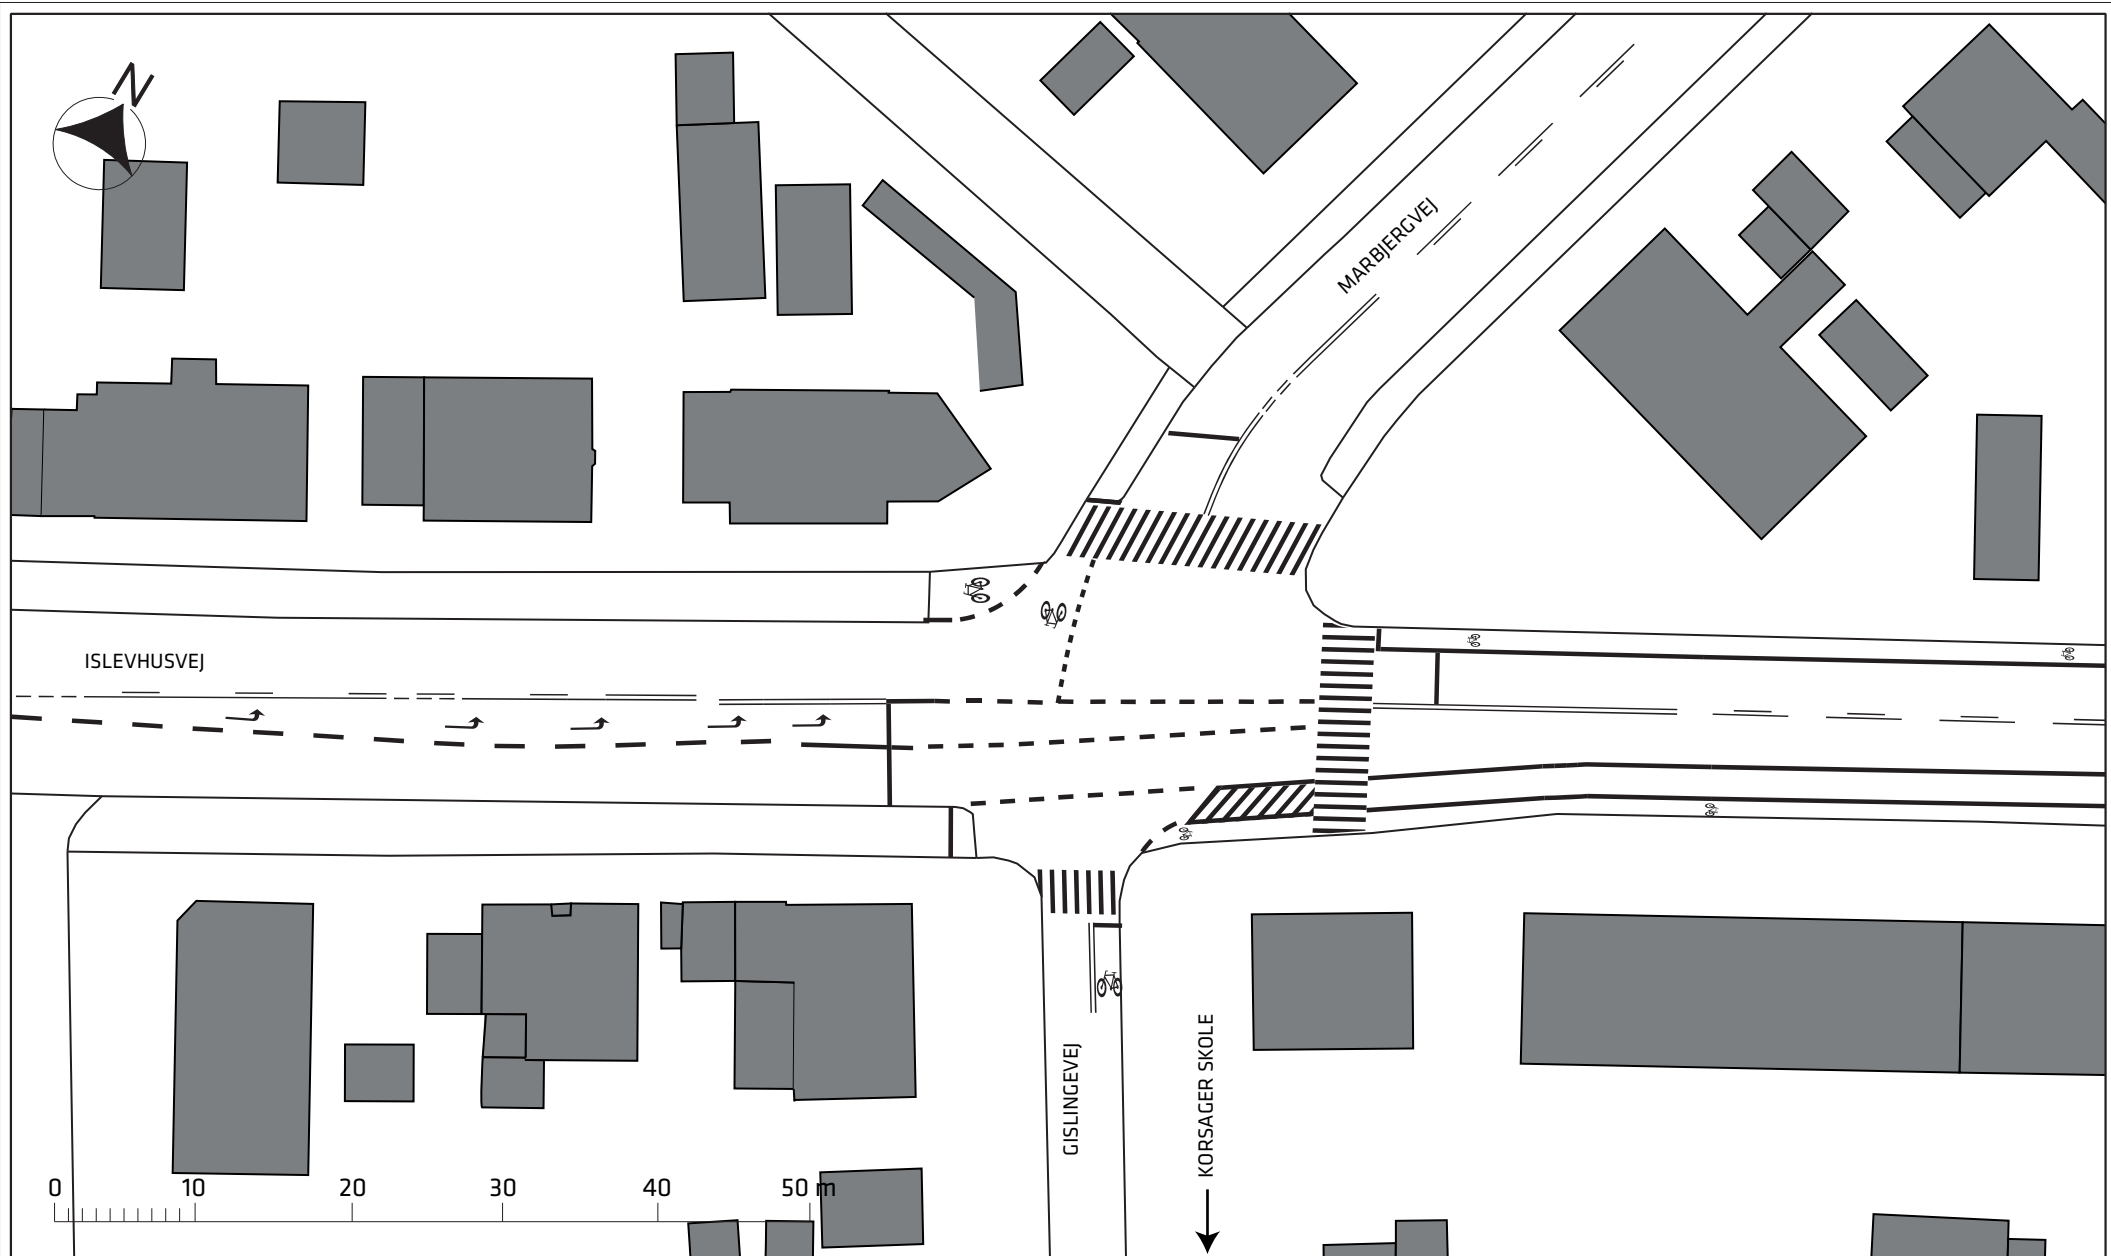 N
MARBJERGVEJ
ISLEVHUSVEJ
GISLINGEVEJ
KORSAGER SKOLE
0 10 20 30 40 50 m